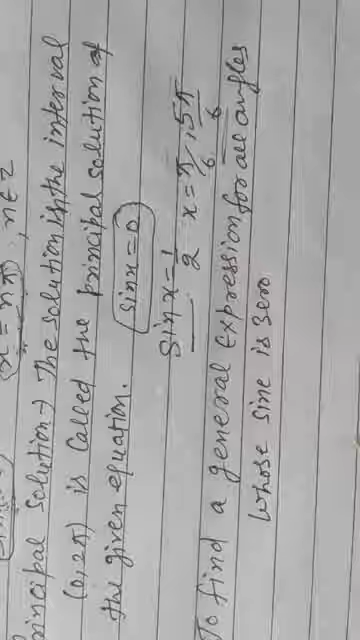 x = nπ, n ∈ Z
Principal solution → The solution in the interval
(0, 2π) is called the principal solution of
the given equation.
sin x = 0
sin x = 1/2 x = π/6, 5π/6
To find a general expression for all angles
whose sine is zero